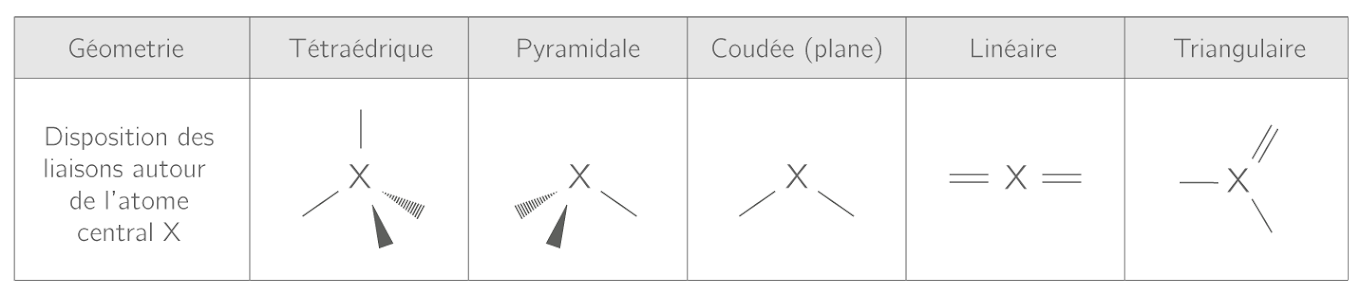 Géometrie Tétraédrique Pyramidale Coudée (plane) Linéaire Triangulaire
Disposition des
liaisons autour
de l'atome
central X
X X X X X